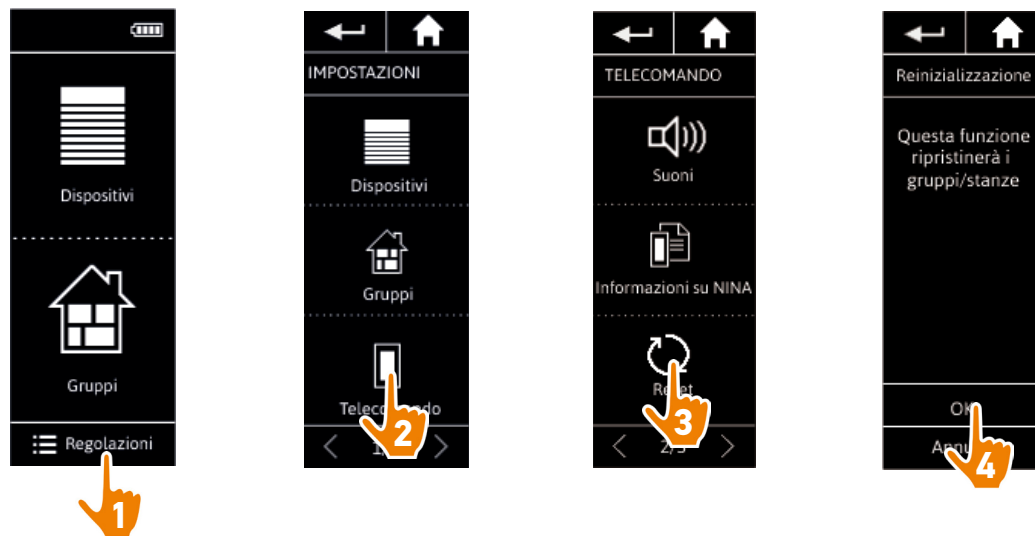 Dispositivi
Gruppi
Regolazioni
1
IMPOSTAZIONI
Dispositivi
Gruppi
2
TELECOMANDO
Suoni
Informazioni su NINA
3
Reinizializzazione
Questa funzione
ripristinerà i
gruppi/stanze
OK
4